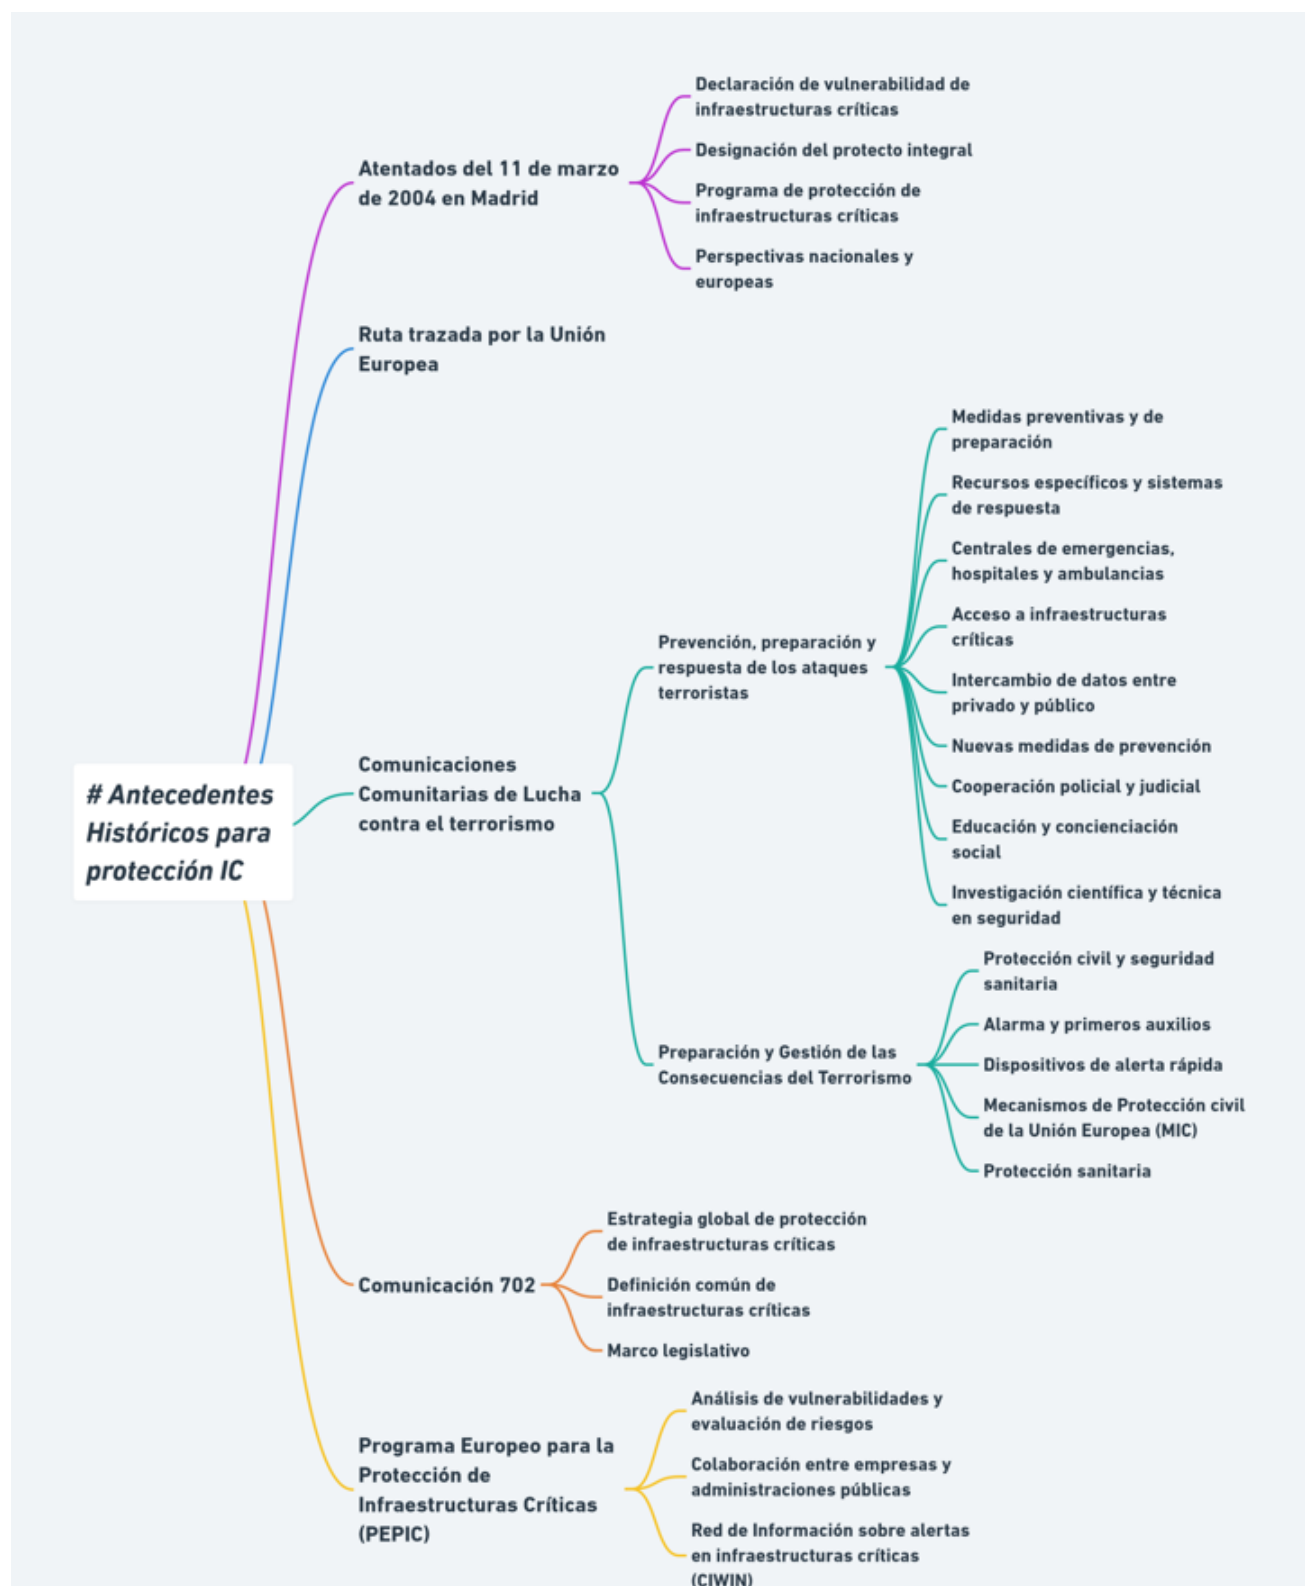 # Antecedentes
Históricos para
protección IC
Atentados del 11 de marzo
de 2004 en Madrid
Declaración de vulnerabilidad de
infraestructuras críticas
Designación del protecto integral
Programa de protección de
infraestructuras críticas
Perspectivas nacionales y
europeas
Ruta trazada por la Unión
Europea
Comunicaciones
Comunitarias de Lucha
contra el terrorismo
Prevención, preparación y
respuesta de los ataques
terroristas
Medidas preventivas y de
preparación
Recursos específicos y sistemas
de respuesta
Centrales de emergencias,
hospitales y ambulancias
Acceso a infraestructuras
críticas
Intercambio de datos entre
privado y público
Nuevas medidas de prevención
Cooperación policial y judicial
Educación y concienciación
social
Investigación científica y técnica
en seguridad
Preparación y Gestión de las
Consecuencias del Terrorismo
Protección civil y seguridad
sanitaria
Alarma y primeros auxilios
Dispositivos de alerta rápida
Mecanismos de Protección civil
de la Unión Europea (MIC)
Protección sanitaria
Comunicación 702
Estrategia global de protección
de infraestructuras críticas
Definición común de
infraestructuras críticas
Marco legislativo
Programa Europeo para la
Protección de
Infraestructuras Críticas
(PEPIC)
Análisis de vulnerabilidades y
evaluación de riesgos
Colaboración entre empresas y
administraciones públicas
Red de Información sobre alertas
en infraestructuras críticas
(CIWIN)